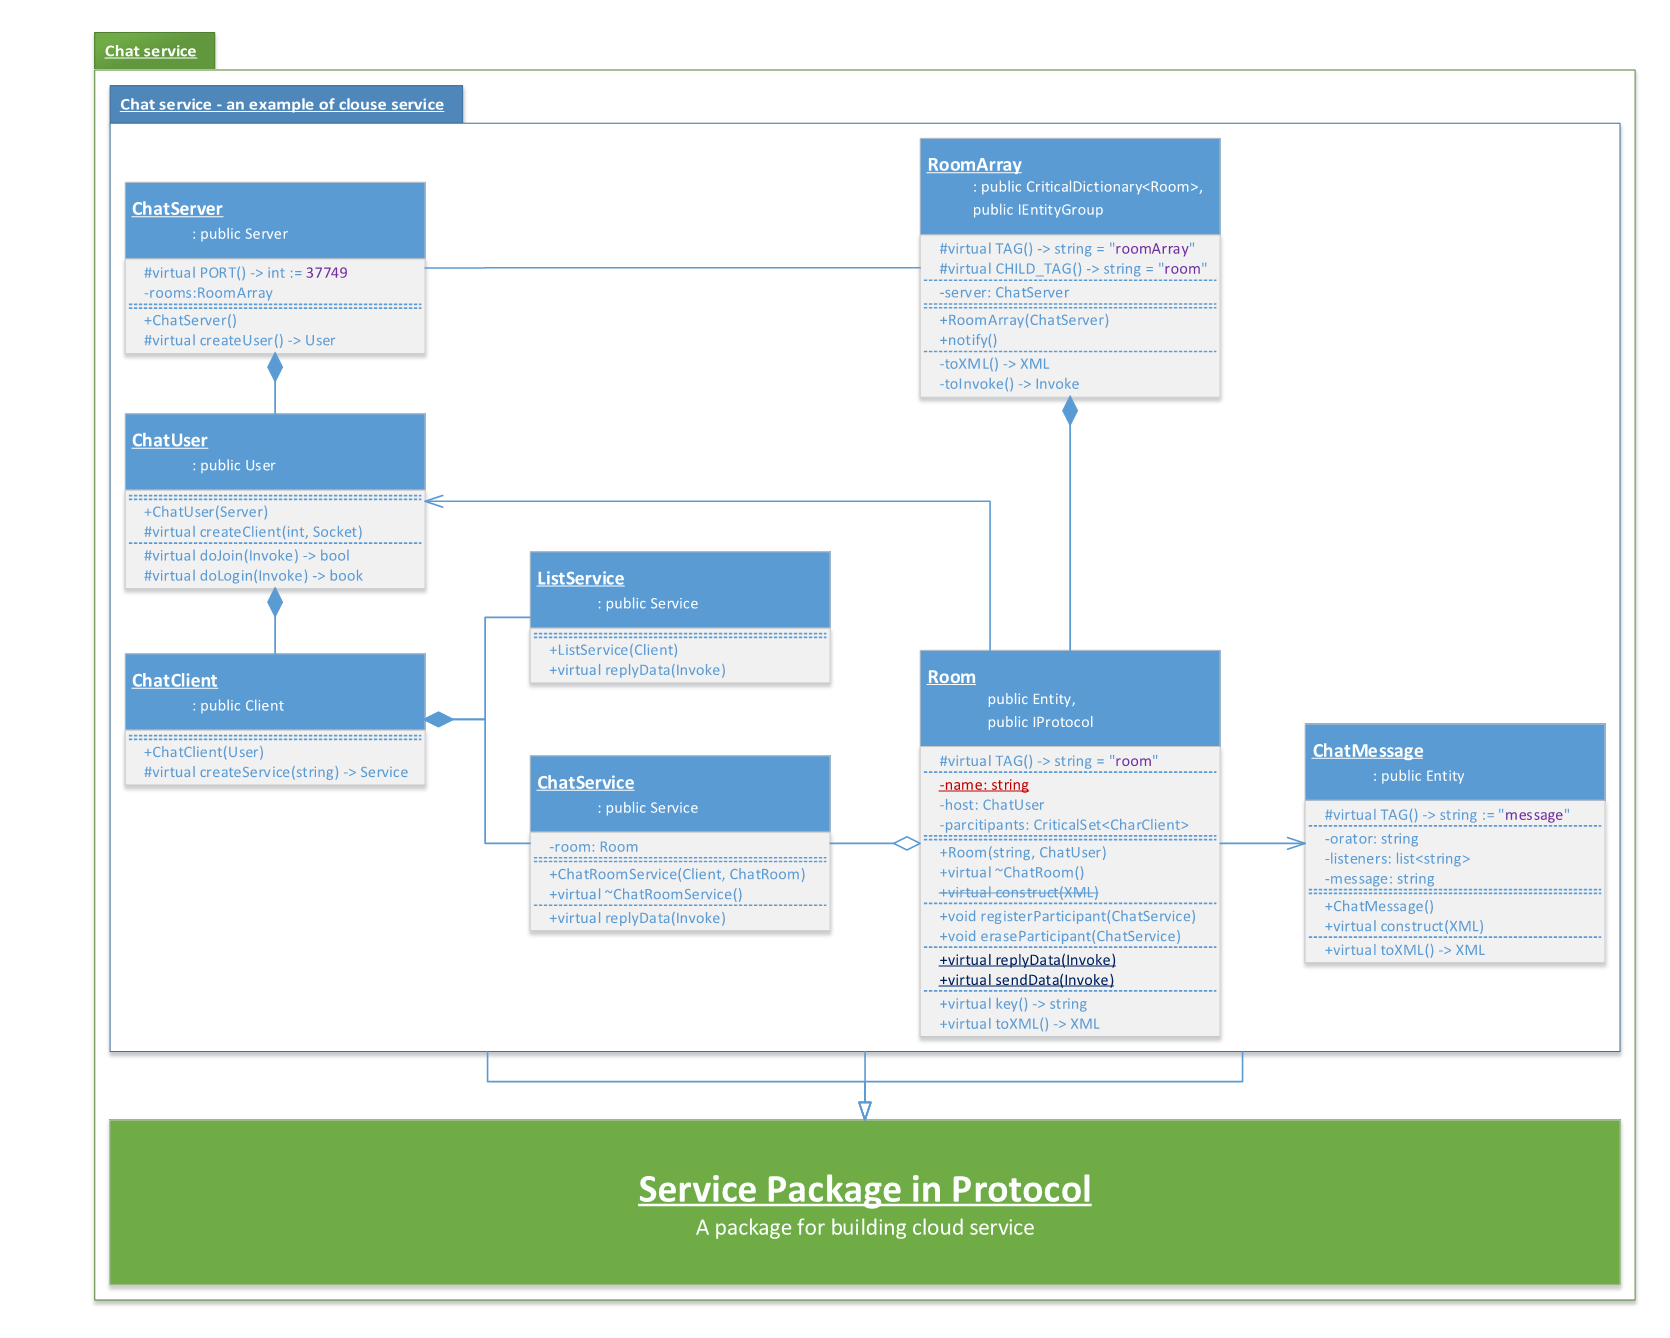 Chat service
Chat service - an example of clouse service
ChatServer
: public Server
#virtual PORT() -> int := 37749
-rooms:RoomArray
+ChatServer()
#virtual createUser() -> User
RoomArray
: public CriticalDictionary<Room>,
public IEntityGroup
#virtual TAG() -> string = "roomArray"
#virtual CHILD_TAG() -> string = "room"
-server: ChatServer
+RoomArray(ChatServer)
+notify()
-toXML() -> XML
-toInvoke() -> Invoke
ChatUser
: public User
+ChatUser(Server)
#virtual createClient(int, Socket)
#virtual doJoin(Invoke) -> bool
#virtual doLogin(Invoke) -> book
ListService
: public Service
+ListService(Client)
+virtual replyData(Invoke)
ChatClient
: public Client
+ChatClient(User)
#virtual createService(string) -> Service
ChatService
: public Service
-room: Room
+ChatRoomService(Client, ChatRoom)
+virtual ~ChatRoomService()
+virtual replyData(Invoke)
Room
public Entity,
public IProtocol
#virtual TAG() -> string = "room"
-name: string
-host: ChatUser
-parcitipants: CriticalSet<CharClient>
+Room(string, ChatUser)
+virtual ~ChatRoom()
+virtual construct(XML)
+void registerParticipant(ChatService)
+void eraseParticipant(ChatService)
+virtual replyData(Invoke)
+virtual sendData(Invoke)
+virtual key() -> string
+virtual toXML() -> XML
ChatMessage
: public Entity
#virtual TAG() -> string := "message"
-orator: string
-listeners: list<string>
-message: string
+ChatMessage()
+virtual construct(XML)
+virtual toXML() -> XML
Service Package in Protocol
A package for building cloud service